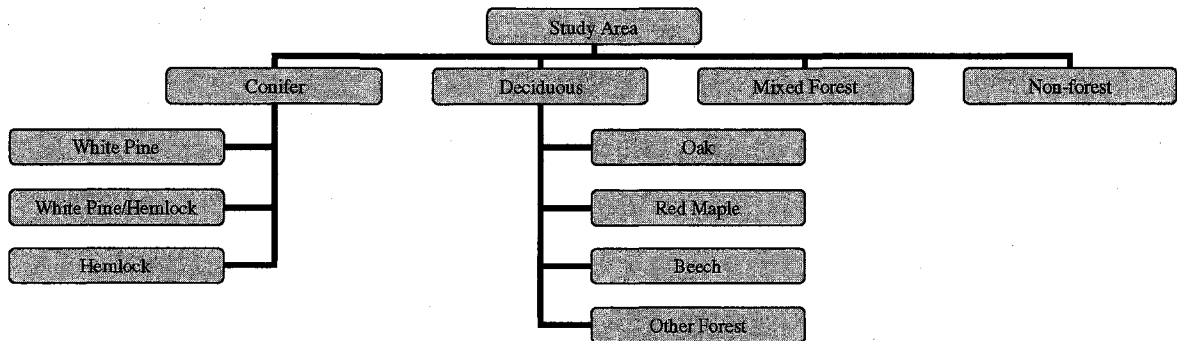 Study Area
Conifer
Deciduous
Mixed Forest
Non-forest
White Pine
White Pine/Hemlock
Hemlock
Oak
Red Maple
Beech
Other Forest